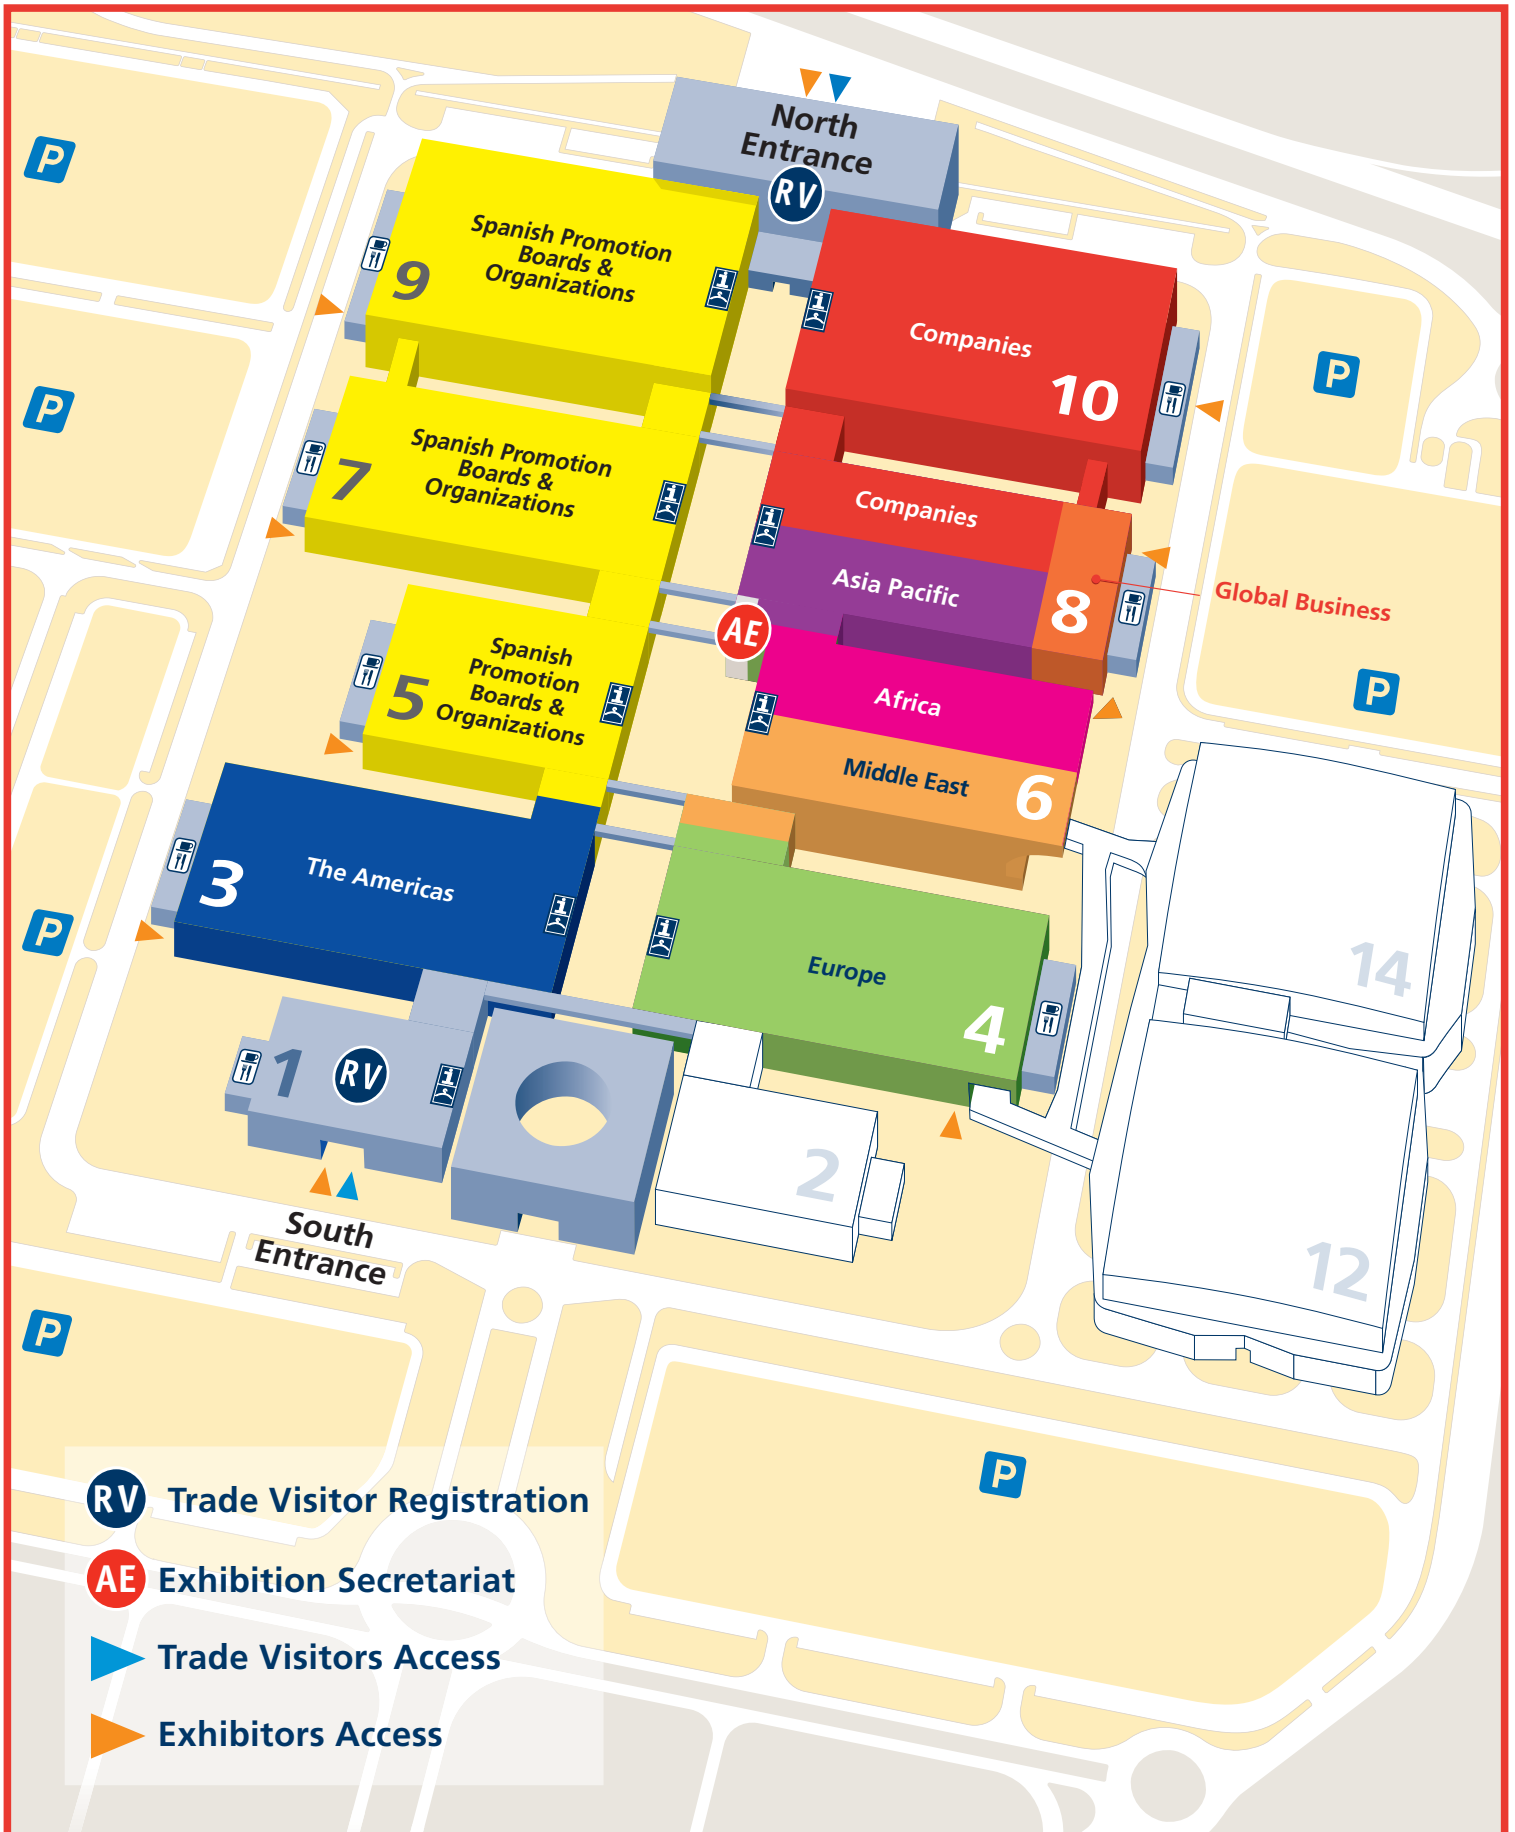 North
Entrance
RV
P
Spanish Promotion
Boards &
Organizations
9
i
i
Companies
10
P
P
Spanish Promotion
Boards &
Organizations
7
i
Companies
i
Asia Pacific
8
Global Business
AE
Spanish
Promotion
Boards &
Organizations
5
i
Africa
i
Middle East
6
P
The Americas
3
i
Europe
i
4
P
14
1
RV
i
2
12
South
Entrance
P
P
RV Trade Visitor Registration
AE Exhibition Secretariat
Trade Visitors Access
Exhibitors Access